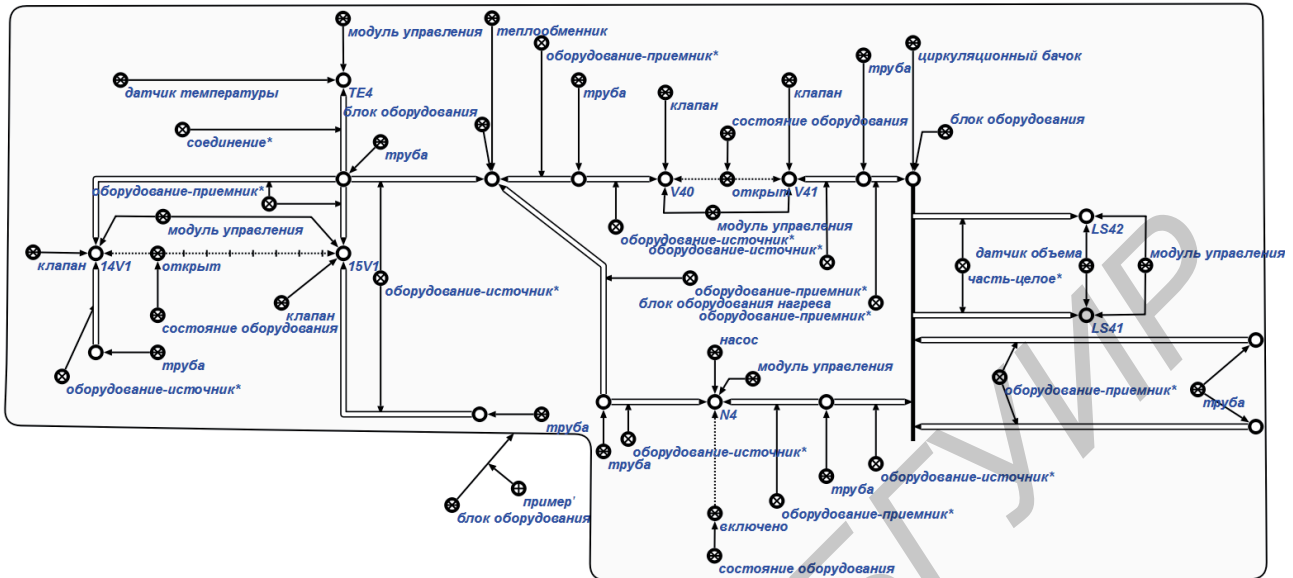 модуль управления
теплообменник
оборудование-приемник*
циркуляционный бачок
труба
датчик температуры
TE4
труба
клапан
клапан
блок оборудования
состояние оборудования
блок оборудования
соединение*
труба
оборудование-приемник*
V40
открыт
V41
модуль управления
модуль управления
LS42
оборудование-источник*
оборудование-источник*
датчик объема
модуль управления
клапан
14V1
открыт
15V1
часть-целое*
оборудование-источник*
оборудование-приемник*
блок оборудования нагрева
клапан
оборудование-приемник*
состояние оборудования
LS41
насос
труба
модуль управления
оборудование-источник*
оборудование-приемник*
труба
N4
труба
оборудование-источник*
труба
оборудование-источник*
труба
пример'
оборудование-приемник*
блок оборудования
включено
состояние оборудования
БГУИР